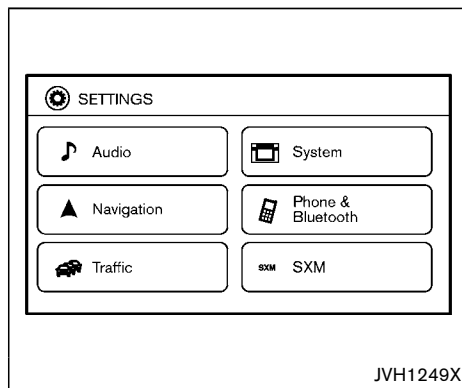 SETTINGS
Audio
System
Navigation
Phone &
Bluetooth
Traffic
SXM SXM
JVH1249X